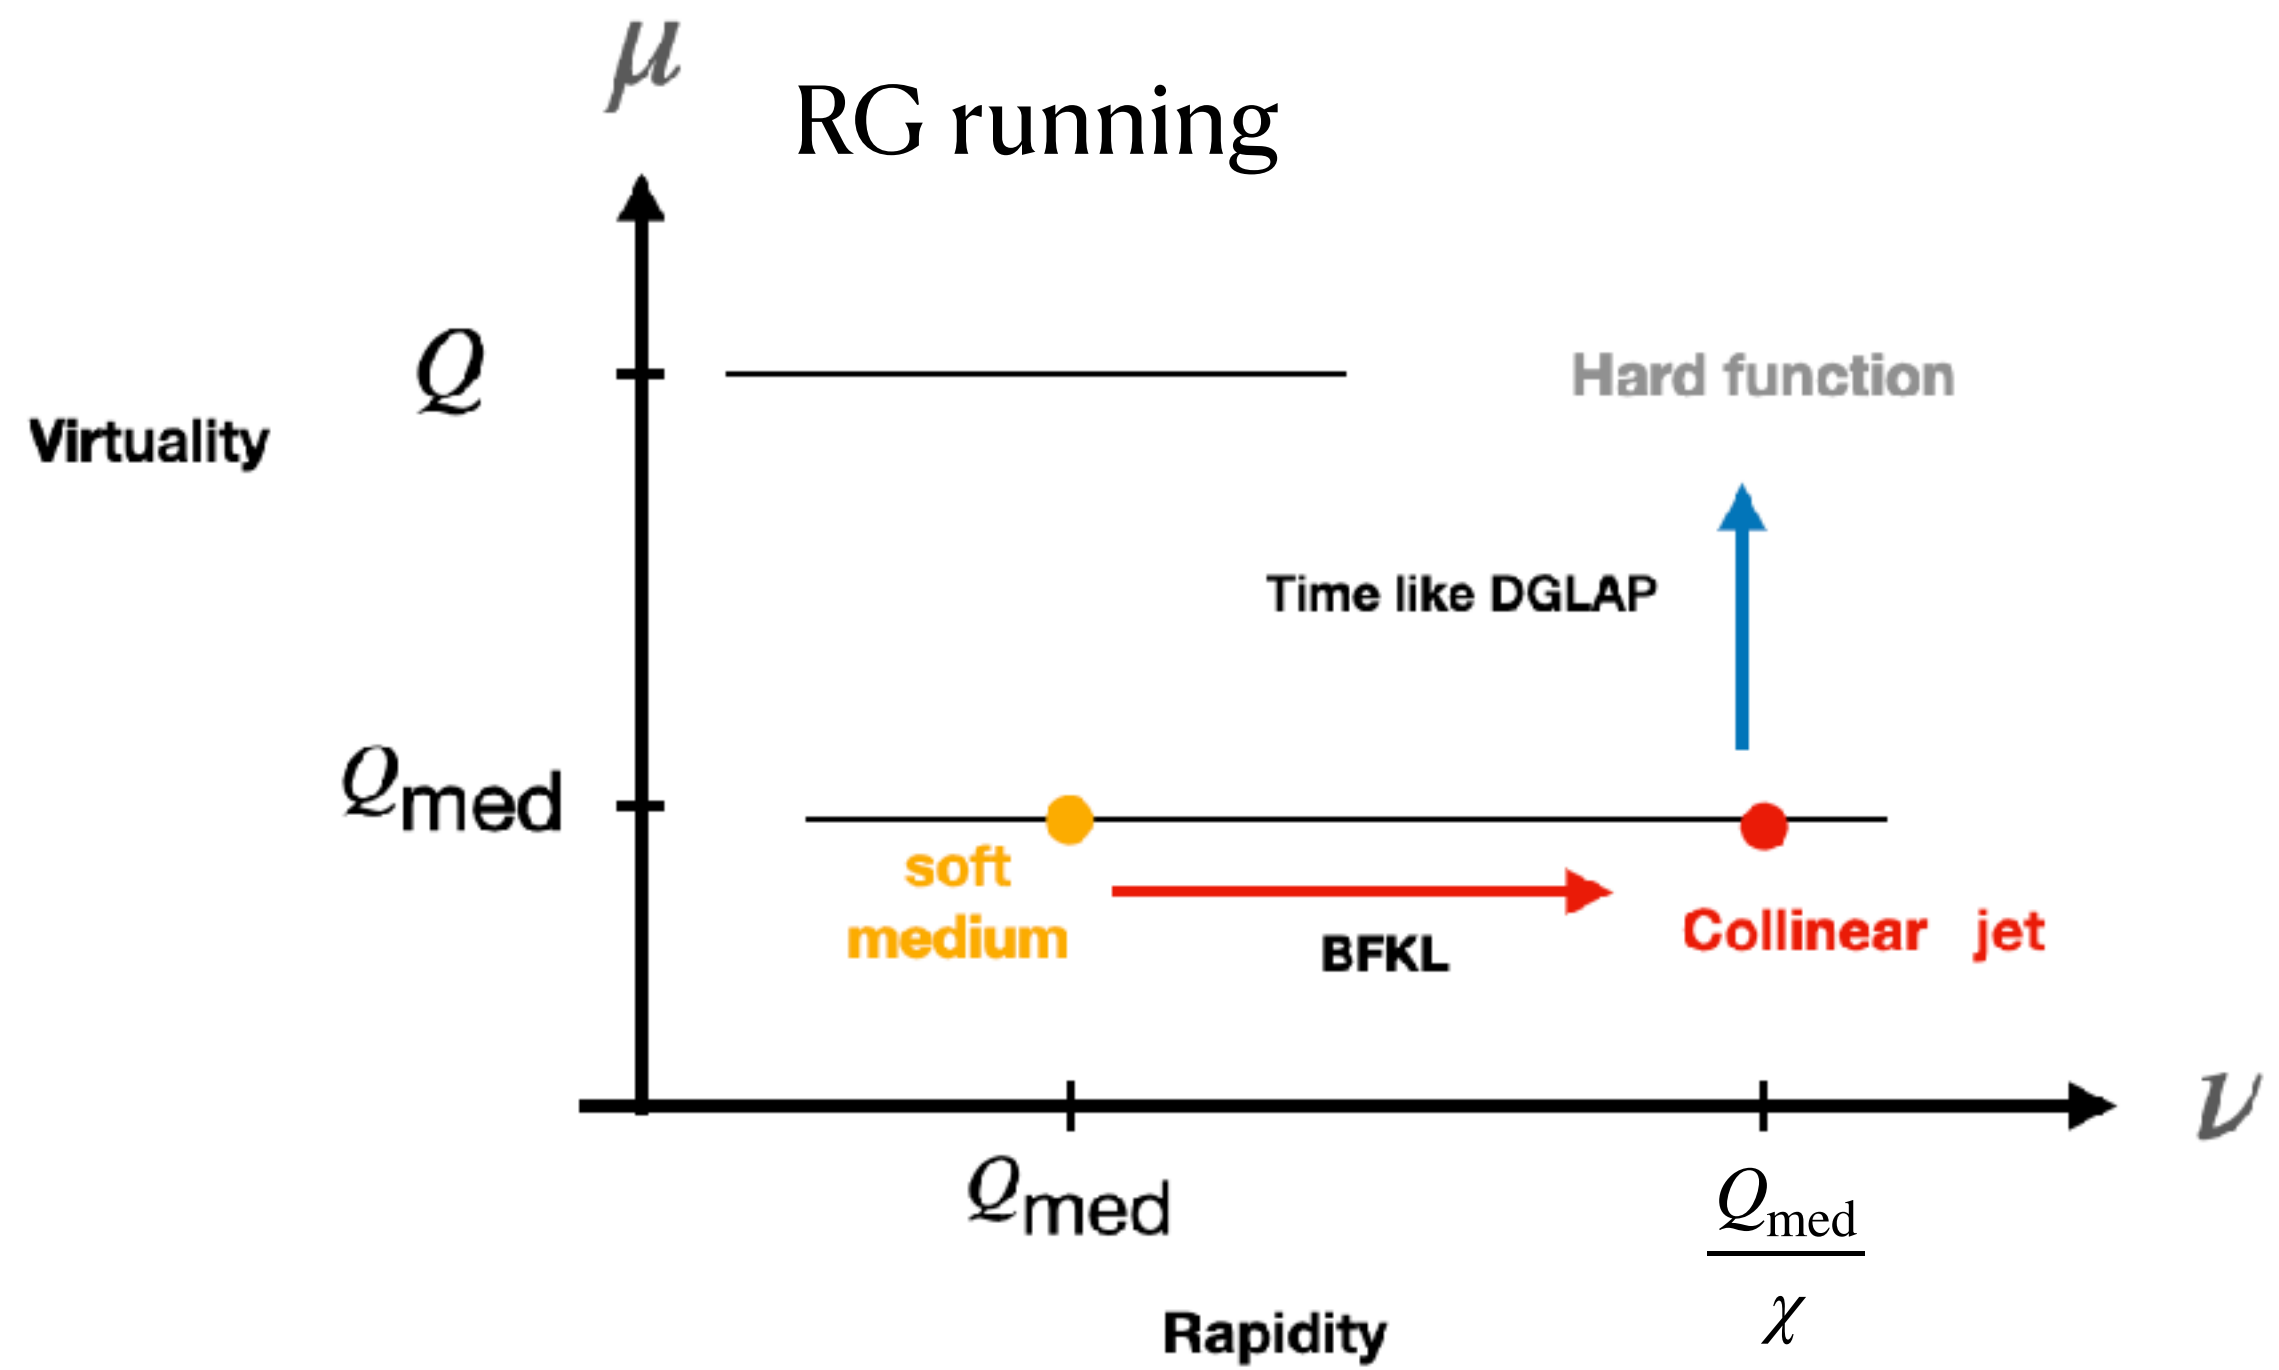 μ
RG running
Q
Hard function
Virtuality
Time like DGLAP
Qmed
soft
medium
Collinear jet
BFKL
ν
Qmed
Qmed
χ
Rapidity